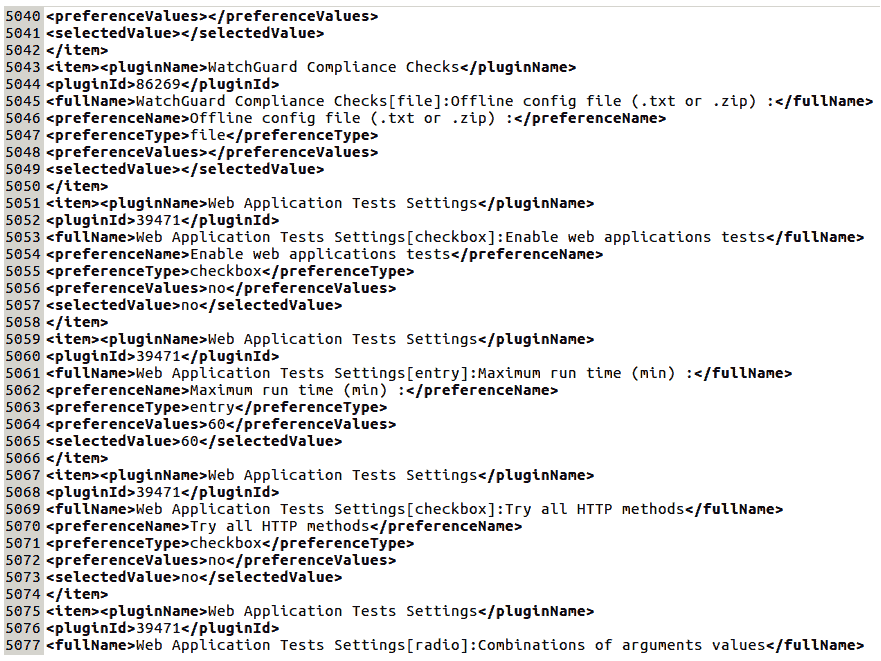 5040 <preferenceValues></preferenceValues>
5041 <selectedValue></selectedValue>
5042 </item>
5043 <item><pluginName>WatchGuard Compliance Checks</pluginName>
5044 <pluginId>86269</pluginId>
5045 <fullName>WatchGuard Compliance Checks[file]:Offline config file (.txt or .zip) :</fullName>
5046 <preferenceName>Offline config file (.txt or .zip) :</preferenceName>
5047 <preferenceType>file</preferenceType>
5048 <preferenceValues></preferenceValues>
5049 <selectedValue></selectedValue>
5050 </item>
5051 <item><pluginName>Web Application Tests Settings</pluginName>
5052 <pluginId>39471</pluginId>
5053 <fullName>Web Application Tests Settings[checkbox]:Enable web applications tests</fullName>
5054 <preferenceName>Enable web applications tests</preferenceName>
5055 <preferenceType>checkbox</preferenceType>
5056 <preferenceValues>no</preferenceValues>
5057 <selectedValue>no</selectedValue>
5058 </item>
5059 <item><pluginName>Web Application Tests Settings</pluginName>
5060 <pluginId>39471</pluginId>
5061 <fullName>Web Application Tests Settings[entry]:Maximum run time (min) :</fullName>
5062 <preferenceName>Maximum run time (min) :</preferenceName>
5063 <preferenceType>entry</preferenceType>
5064 <preferenceValues>60</preferenceValues>
5065 <selectedValue>60</selectedValue>
5066 </item>
5067 <item><pluginName>Web Application Tests Settings</pluginName>
5068 <pluginId>39471</pluginId>
5069 <fullName>Web Application Tests Settings[checkbox]:Try all HTTP methods</fullName>
5070 <preferenceName>Try all HTTP methods</preferenceName>
5071 <preferenceType>checkbox</preferenceType>
5072 <preferenceValues>no</preferenceValues>
5073 <selectedValue>no</selectedValue>
5074 </item>
5075 <item><pluginName>Web Application Tests Settings</pluginName>
5076 <pluginId>39471</pluginId>
5077 <fullName>Web Application Tests Settings[radio]:Combinations of arguments values</fullName>